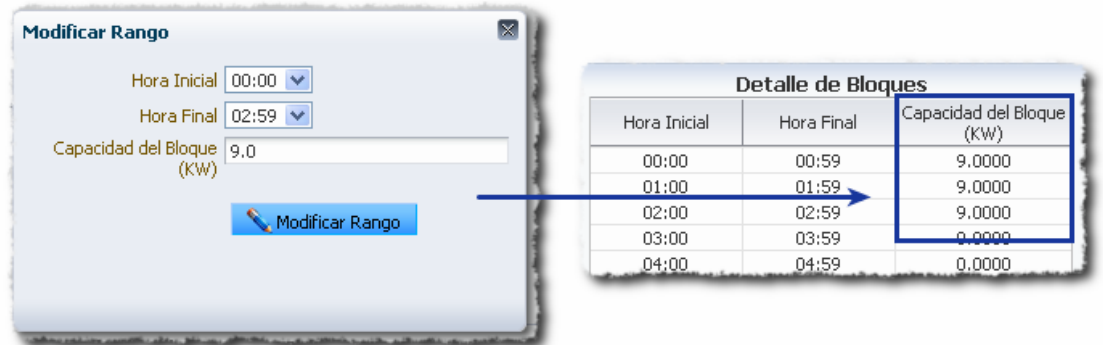 Modificar Rango
Hora Inicial 00:00
Hora Final 02:59
Capacidad del Bloque 9.0
(KW)
Modificar Rango
Detalle de Bloques
Hora Inicial Hora Final Capacidad del Bloque
(KW)
00:00 00:59 9.0000
01:00 01:59 9.0000
02:00 02:59 9.0000
03:00 03:59 0.0000
04:00 04:59 0.0000